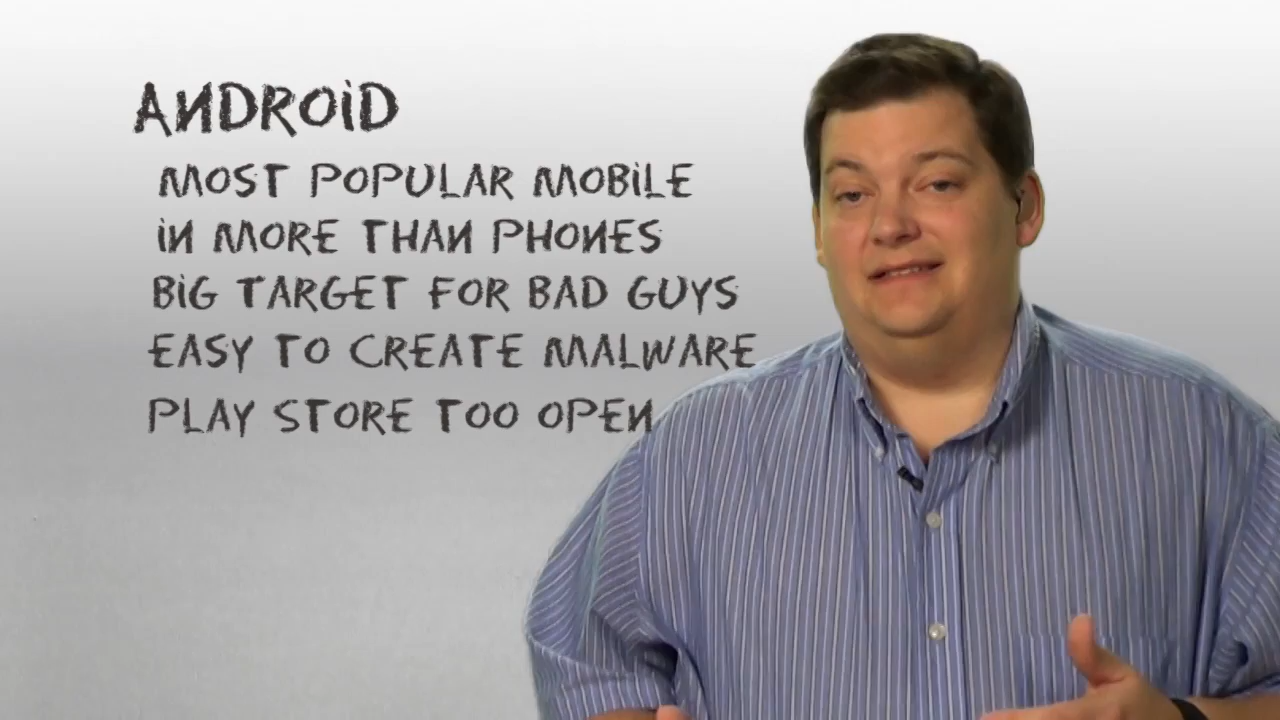 ANDROiD
MOST POPULAR MOBiLE
iN MORE THAN PHONES
BiG TARGET FOR BAD GUYS
EASY TO CREATE MALWARE
PLAY STORE TOO OPEN